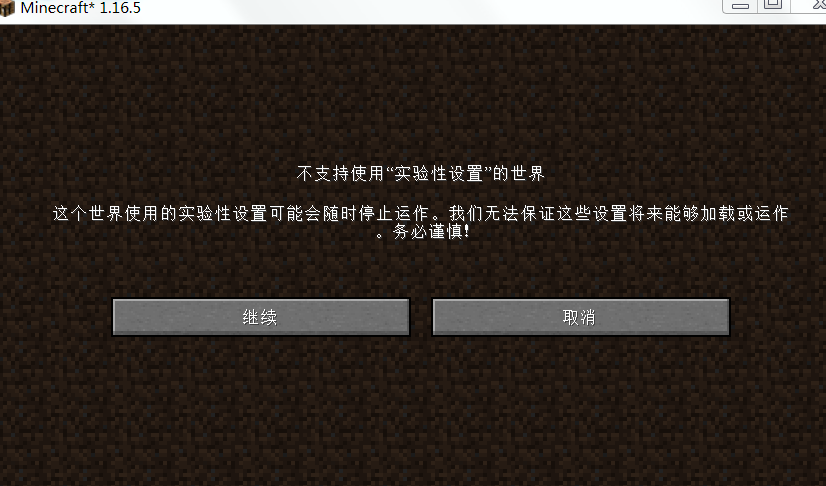 Minecraft* 1.16.5
不支持使用“实验性设置”的世界
这个世界使用的实验性设置可能会随时停止运作。我们无法保证这些设置将来能够加载或运作
。务必谨慎!
继续
取消